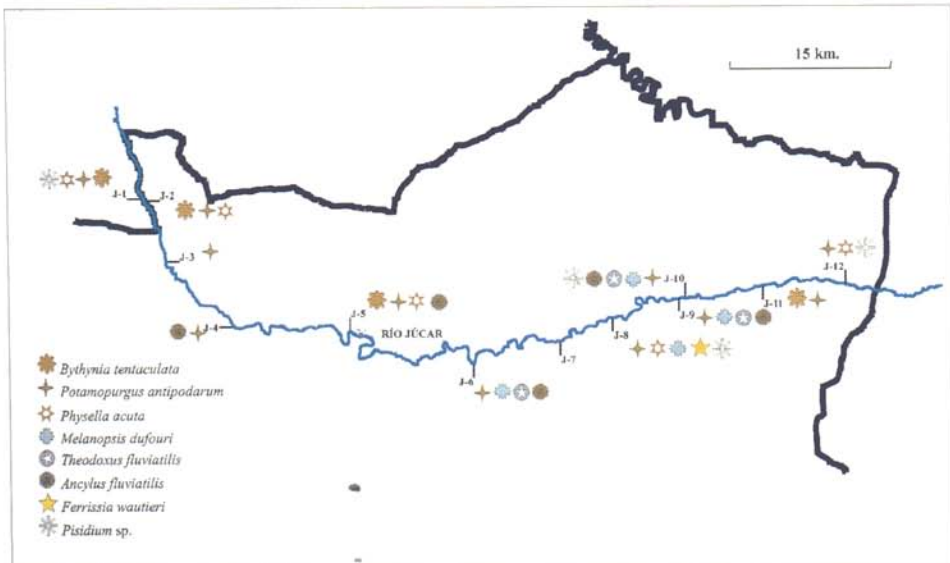 15 km.
J-1
J-2
J-3
J-4
J-5
RÍO JÚCAR
J-6
J-7
J-8
J-9
J-10
J-11
J-12
Bythynia tentaculata
Potamopurgus antipodarum
Physella acuta
Melanopsis dufouri
Theodoxus fluviatilis
Ancylus fluviatilis
Ferrissia wautieri
Pisidium sp.